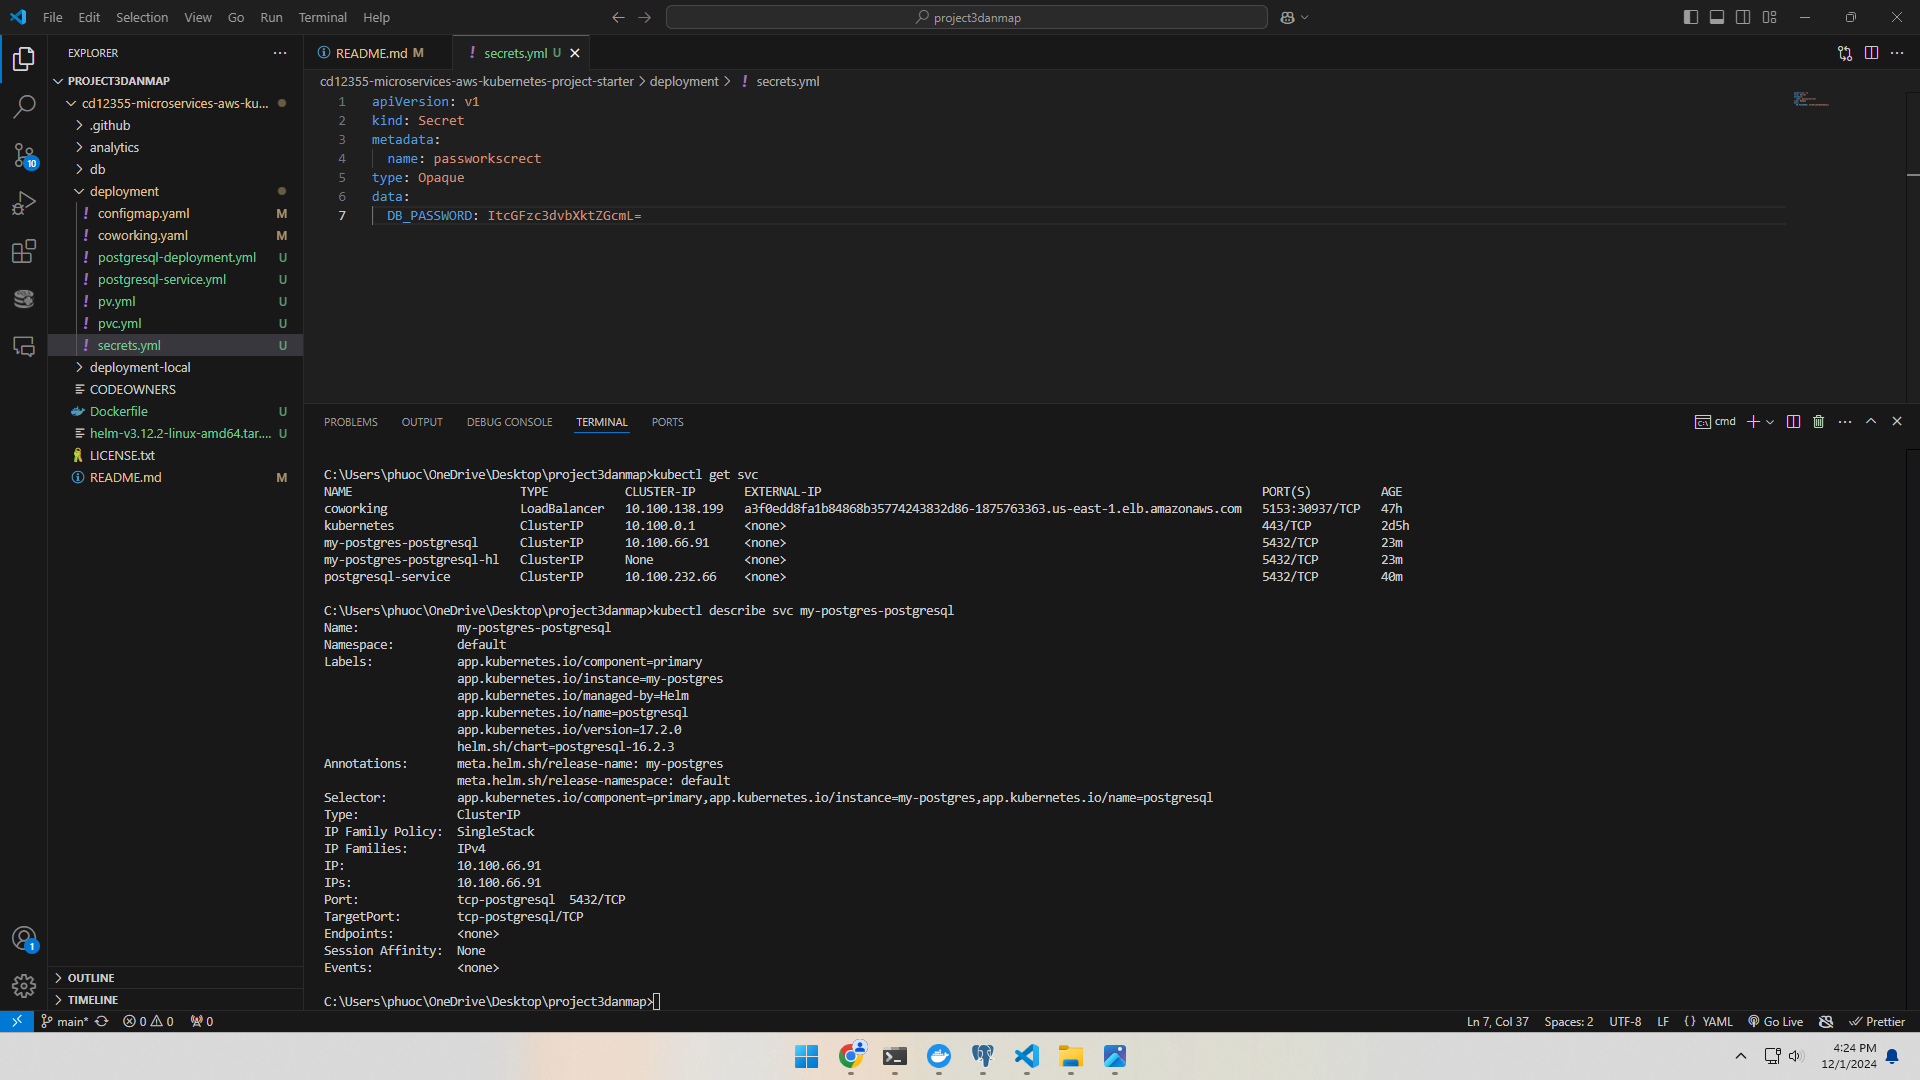 File Edit Selection View Go Run Terminal Help
project3danmap
EXPLORER
PROJECT3DANMAP
cd12355-microservices-aws-ku...
.github
analytics
db
deployment
configmap.yaml M
coworking.yaml M
postgresql-deployment.yml U
postgresql-service.yml U
pv.yml U
pvc.yml U
secrets.yml U
deployment-local
CODEOWNERS
Dockerfile U
helm-v3.12.2-linux-amd64.tar.... U
LICENSE.txt
README.md M
OUTLINE
TIMELINE
10
1
README.md M
secrets.yml U
cd12355-microservices-aws-kubernetes-project-starter > deployment > ! secrets.yml
1 apiVersion: v1
2 kind: Secret
3 metadata:
4 name: passworkscrect
5 type: Opaque
6 data:
7 DB_PASSWORD: ItcGFzc3dvbXktZGcmL=
PROBLEMS OUTPUT DEBUG CONSOLE TERMINAL PORTS
cmd
C:\Users\phuoc\OneDrive\Desktop\project3danmap>kubectl get svc
NAME TYPE CLUSTER-IP EXTERNAL-IP PORT(S) AGE
coworking LoadBalancer 10.100.138.199 a3f0edd8fa1b84868b35774243832d86-1875763363.us-east-1.elb.amazonaws.com 5153:30937/TCP 47h
kubernetes ClusterIP 10.100.0.1 <none> 443/TCP 2d5h
my-postgres-postgresql ClusterIP 10.100.66.91 <none> 5432/TCP 23m
my-postgres-postgresql-hl ClusterIP None <none> 5432/TCP 23m
postgresql-service ClusterIP 10.100.232.66 <none> 5432/TCP 40m
C:\Users\phuoc\OneDrive\Desktop\project3danmap>kubectl describe svc my-postgres-postgresql
Name: my-postgres-postgresql
Namespace: default
Labels: app.kubernetes.io/component=primary
app.kubernetes.io/instance=my-postgres
app.kubernetes.io/managed-by=Helm
app.kubernetes.io/name=postgresql
app.kubernetes.io/version=17.2.0
helm.sh/chart=postgresql-16.2.3
Annotations: meta.helm.sh/release-name: my-postgres
meta.helm.sh/release-namespace: default
Selector: app.kubernetes.io/component=primary,app.kubernetes.io/instance=my-postgres,app.kubernetes.io/name=postgresql
Type: ClusterIP
IP Family Policy: SingleStack
IP Families: IPv4
IP: 10.100.66.91
IPs: 10.100.66.91
Port: tcp-postgresql 5432/TCP
TargetPort: tcp-postgresql/TCP
Endpoints: <none>
Session Affinity: None
Events: <none>
C:\Users\phuoc\OneDrive\Desktop\project3danmap>
main* 0 0 0
Ln 7, Col 37 Spaces: 2 UTF-8 LF {} YAML Go Live Prettier
4:24 PM
12/1/2024